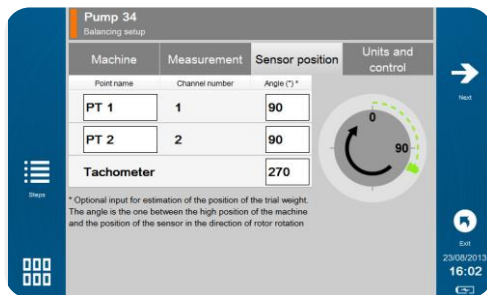 Pump 34
Balancing setup
Machine
Measurement
Sensor position
Units and
control
Point name
Channel number
Angle (°) *
PT 1
1
90
PT 2
2
90
Tachometer
270
0
90
* Optional input for estimation of the position of the trial weight.
The angle is the one between the high position of the machine
and the position of the sensor in the direction of rotor rotation
Steps
Next
Exit
23/08/2013
16:02